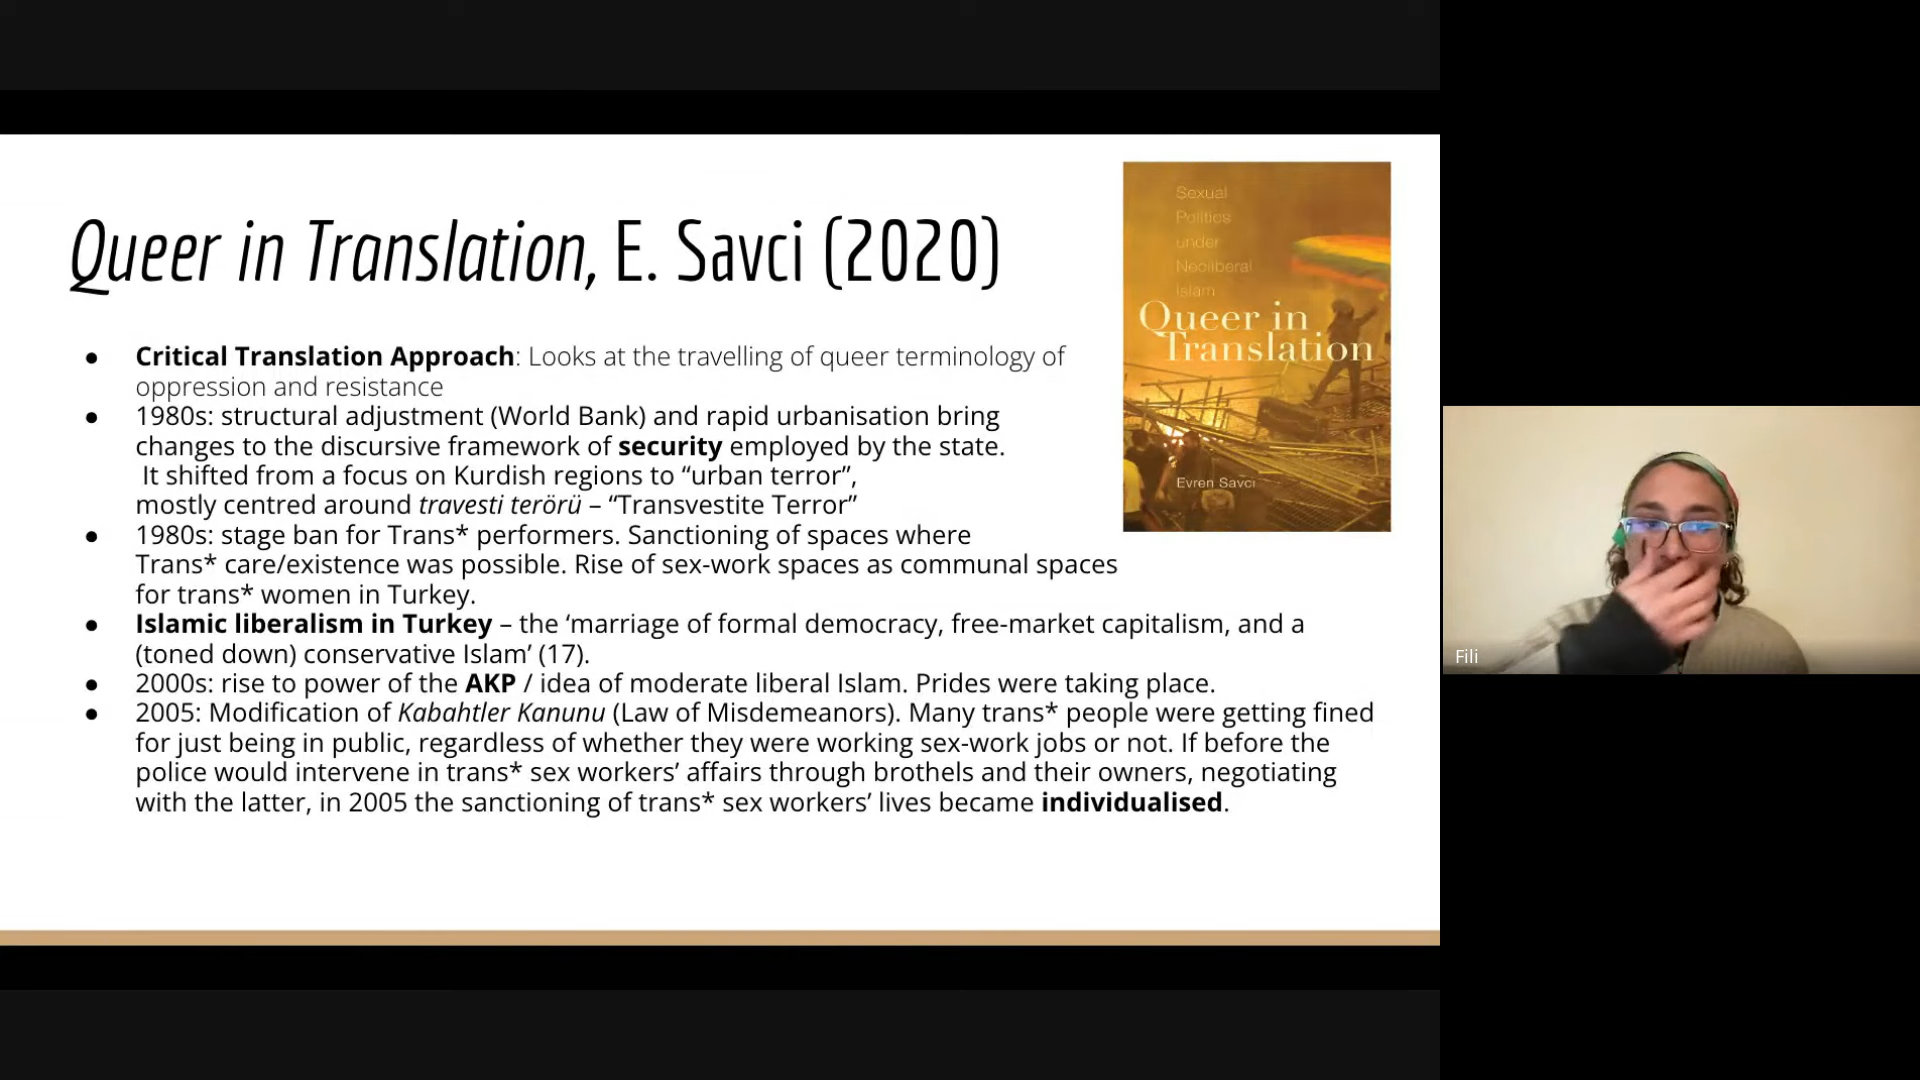 Queer in Translation, E. Savci (2020)
● Critical Translation Approach: Looks at the travelling of queer terminology of
oppression and resistance
● 1980s: structural adjustment (World Bank) and rapid urbanisation bring
changes to the discursive framework of security employed by the state.
It shifted from a focus on Kurdish regions to “urban terror”,
mostly centred around travesti terörü – “Transvestite Terror”
● 1980s: stage ban for Trans* performers. Sanctioning of spaces where
Trans* care/existence was possible. Rise of sex-work spaces as communal spaces
for trans* women in Turkey.
● Islamic liberalism in Turkey – the ‘marriage of formal democracy, free-market capitalism, and a
(toned down) conservative Islam’ (17).
● 2000s: rise to power of the AKP / idea of moderate liberal Islam. Prides were taking place.
● 2005: Modification of Kabahtler Kanunu (Law of Misdemeanors). Many trans* people were getting fined
for just being in public, regardless of whether they were working sex-work jobs or not. If before the
police would intervene in trans* sex workers’ affairs through brothels and their owners, negotiating
with the latter, in 2005 the sanctioning of trans* sex workers’ lives became individualised.
Sexual
Politics
under
Neoliberal
Islam
Queer in
Translation
Evren Savcı
Fili